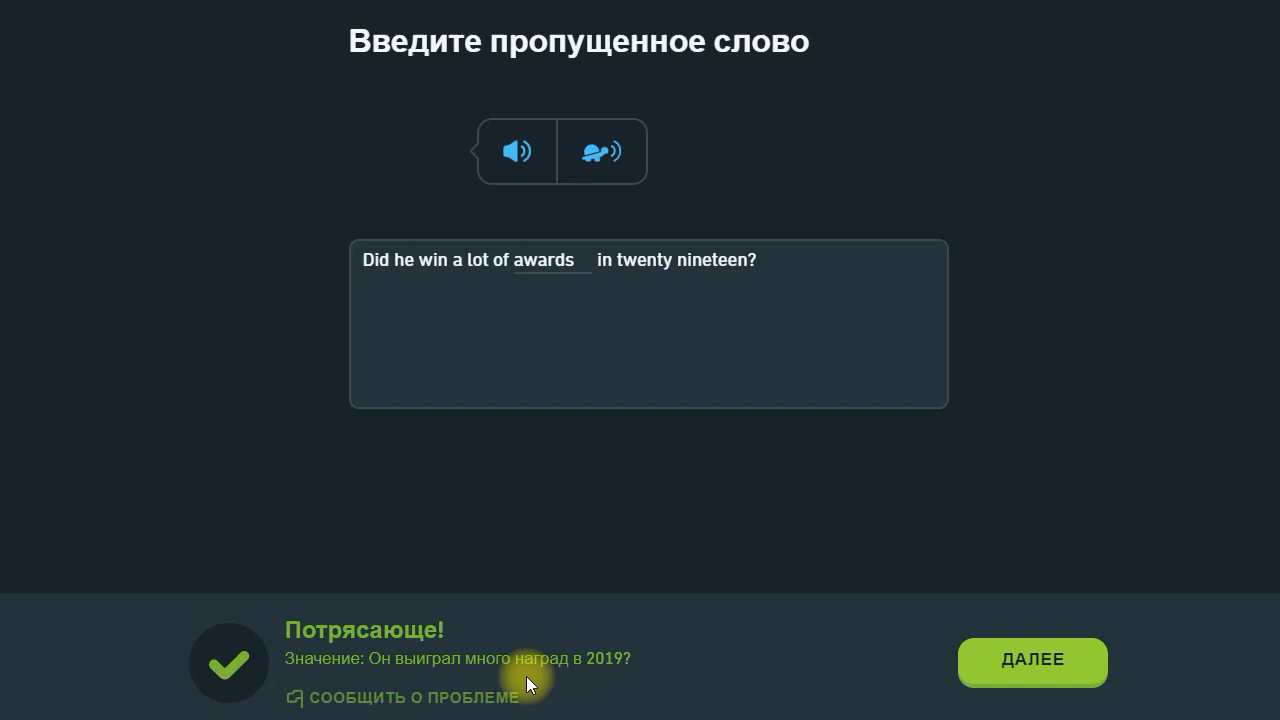 Введите пропущенное слово
Did he win a lot of awards in twenty nineteen?
Потрясающе!
Значение: Он выиграл много наград в 2019?
СООБЩИТЬ О ПРОБЛЕМЕ
ДАЛЕЕ